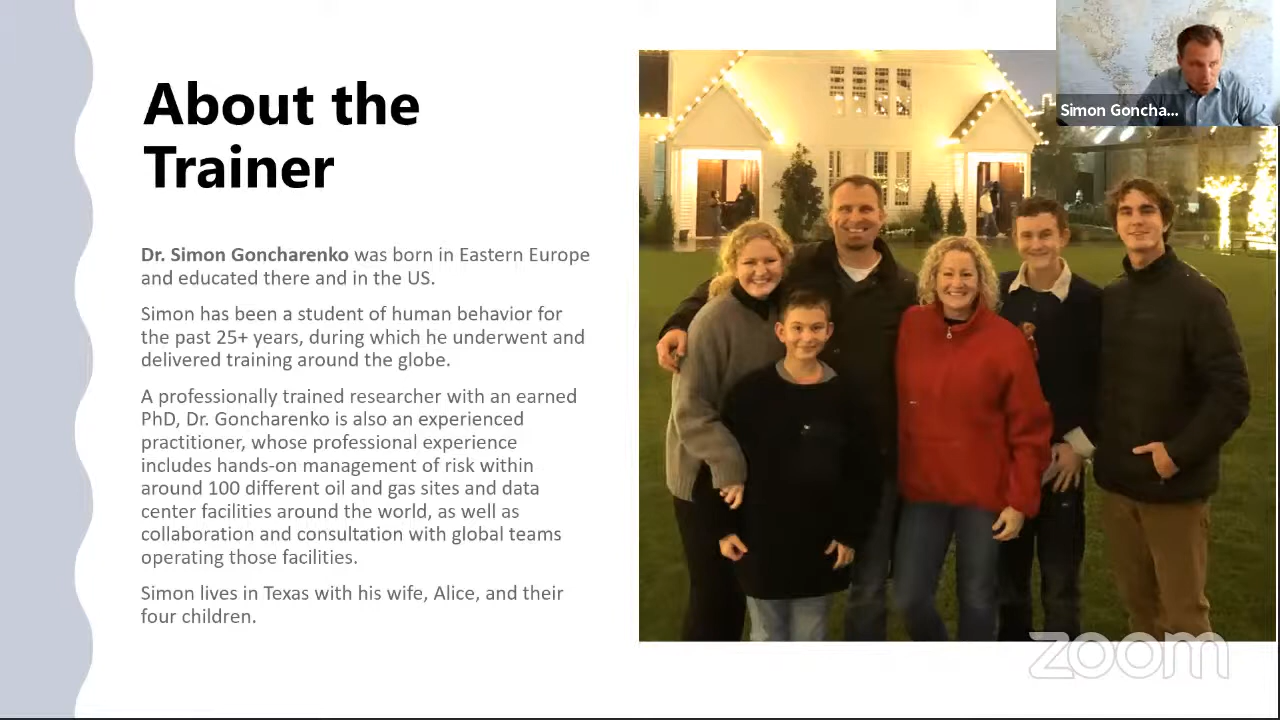 About the
Trainer
Dr. Simon Goncharenko was born in Eastern Europe
and educated there and in the US.
Simon has been a student of human behavior for
the past 25+ years, during which he underwent and
delivered training around the globe.
A professionally trained researcher with an earned
PhD, Dr. Goncharenko is also an experienced
practitioner, whose professional experience
includes hands-on management of risk within
around 100 different oil and gas sites and data
center facilities around the world, as well as
collaboration and consultation with global teams
operating those facilities.
Simon lives in Texas with his wife, Alice, and their
four children.
Simon Goncha...
zoom